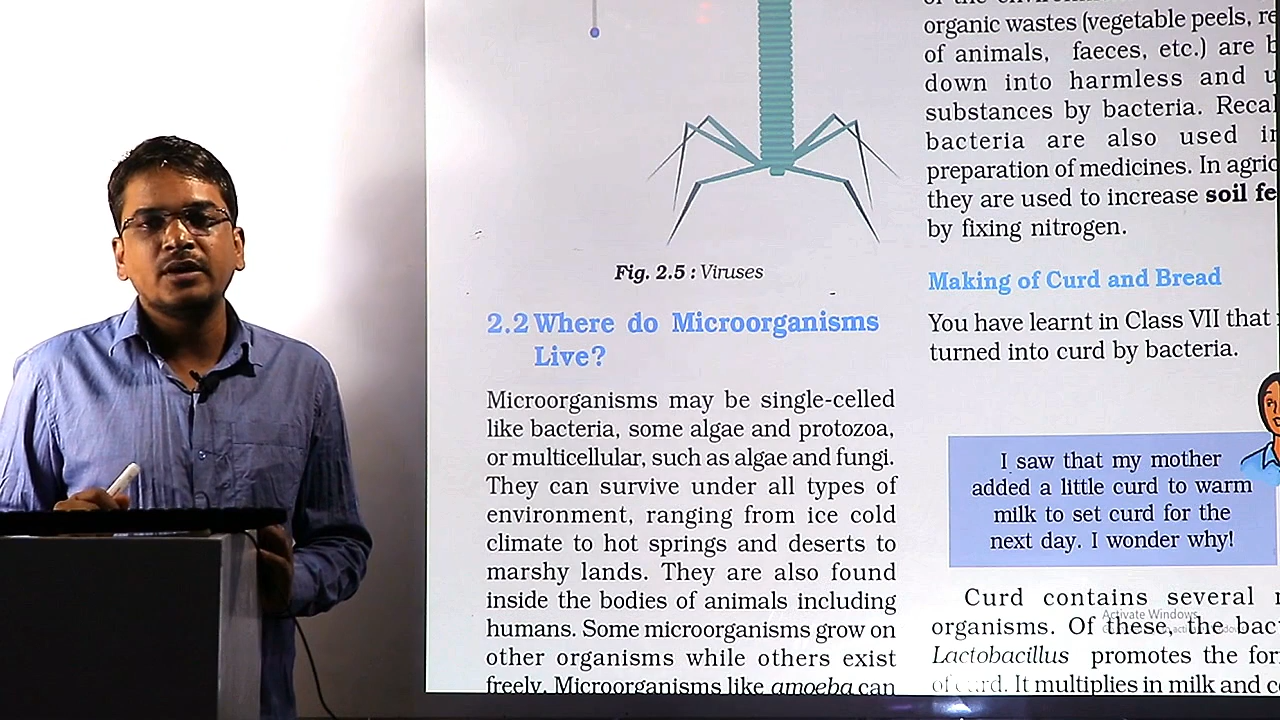 Fig. 2.5 : Viruses
2.2 Where do Microorganisms
Live?
Microorganisms may be single-celled
like bacteria, some algae and protozoa,
or multicellular, such as algae and fungi.
They can survive under all types of
environment, ranging from ice cold
climate to hot springs and deserts to
marshy lands. They are also found
inside the bodies of animals including
humans. Some microorganisms grow on
other organisms while others exist
freely. Microorganisms like amoeba can
organic wastes (vegetable peels, re
of animals, faeces, etc.) are b
down into harmless and u
substances by bacteria. Recal
bacteria are also used in
preparation of medicines. In agric
they are used to increase soil fe
by fixing nitrogen.
Making of Curd and Bread
You have learnt in Class VII that
turned into curd by bacteria.
I saw that my mother
added a little curd to warm
milk to set curd for the
next day. I wonder why!
Curd contains several
organisms. Of these, the bac
Lactobacillus promotes the for
of curd. It multiplies in milk and c
Activate Windows